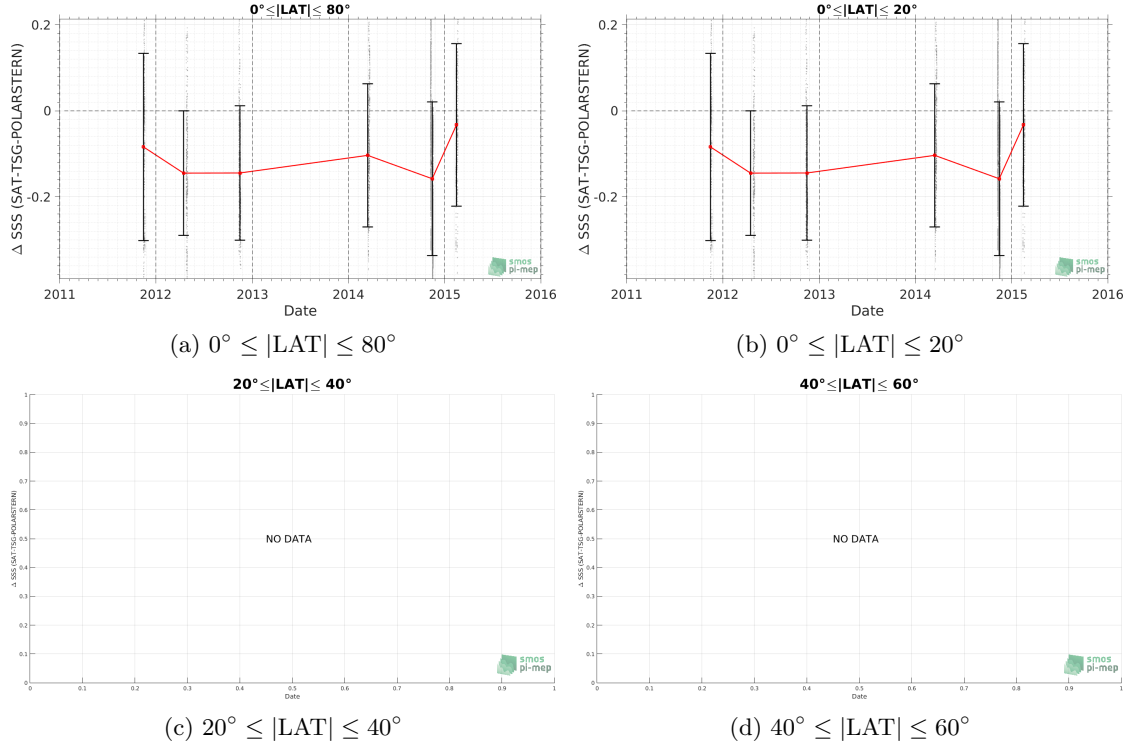 0°≤|LAT|≤ 80°
Δ SSS (SAT-TSG-POLARSTERN)
0.2
0
-0.2
2011 2012 2013 2014 2015 2016
Date
smos
pi-mep
(a) 0° ≤ |LAT| ≤ 80°
0°≤|LAT|≤ 20°
Δ SSS (SAT-TSG-POLARSTERN)
0.2
0
-0.2
2011 2012 2013 2014 2015 2016
Date
smos
pi-mep
(b) 0° ≤ |LAT| ≤ 20°
20°≤|LAT|≤ 40°
Δ SSS (SAT-TSG-POLARSTERN)
1
0.9
0.8
0.7
0.6
0.5
0.4
0.3
0.2
0.1
0
NO DATA
0 0.1 0.2 0.3 0.4 0.5 0.6 0.7 0.8 0.9 1
Date
smos
pi-mep
(c) 20° ≤ |LAT| ≤ 40°
40°≤|LAT|≤ 60°
Δ SSS (SAT-TSG-POLARSTERN)
1
0.9
0.8
0.7
0.6
0.5
0.4
0.3
0.2
0.1
0
NO DATA
0 0.1 0.2 0.3 0.4 0.5 0.6 0.7 0.8 0.9 1
Date
smos
pi-mep
(d) 40° ≤ |LAT| ≤ 60°